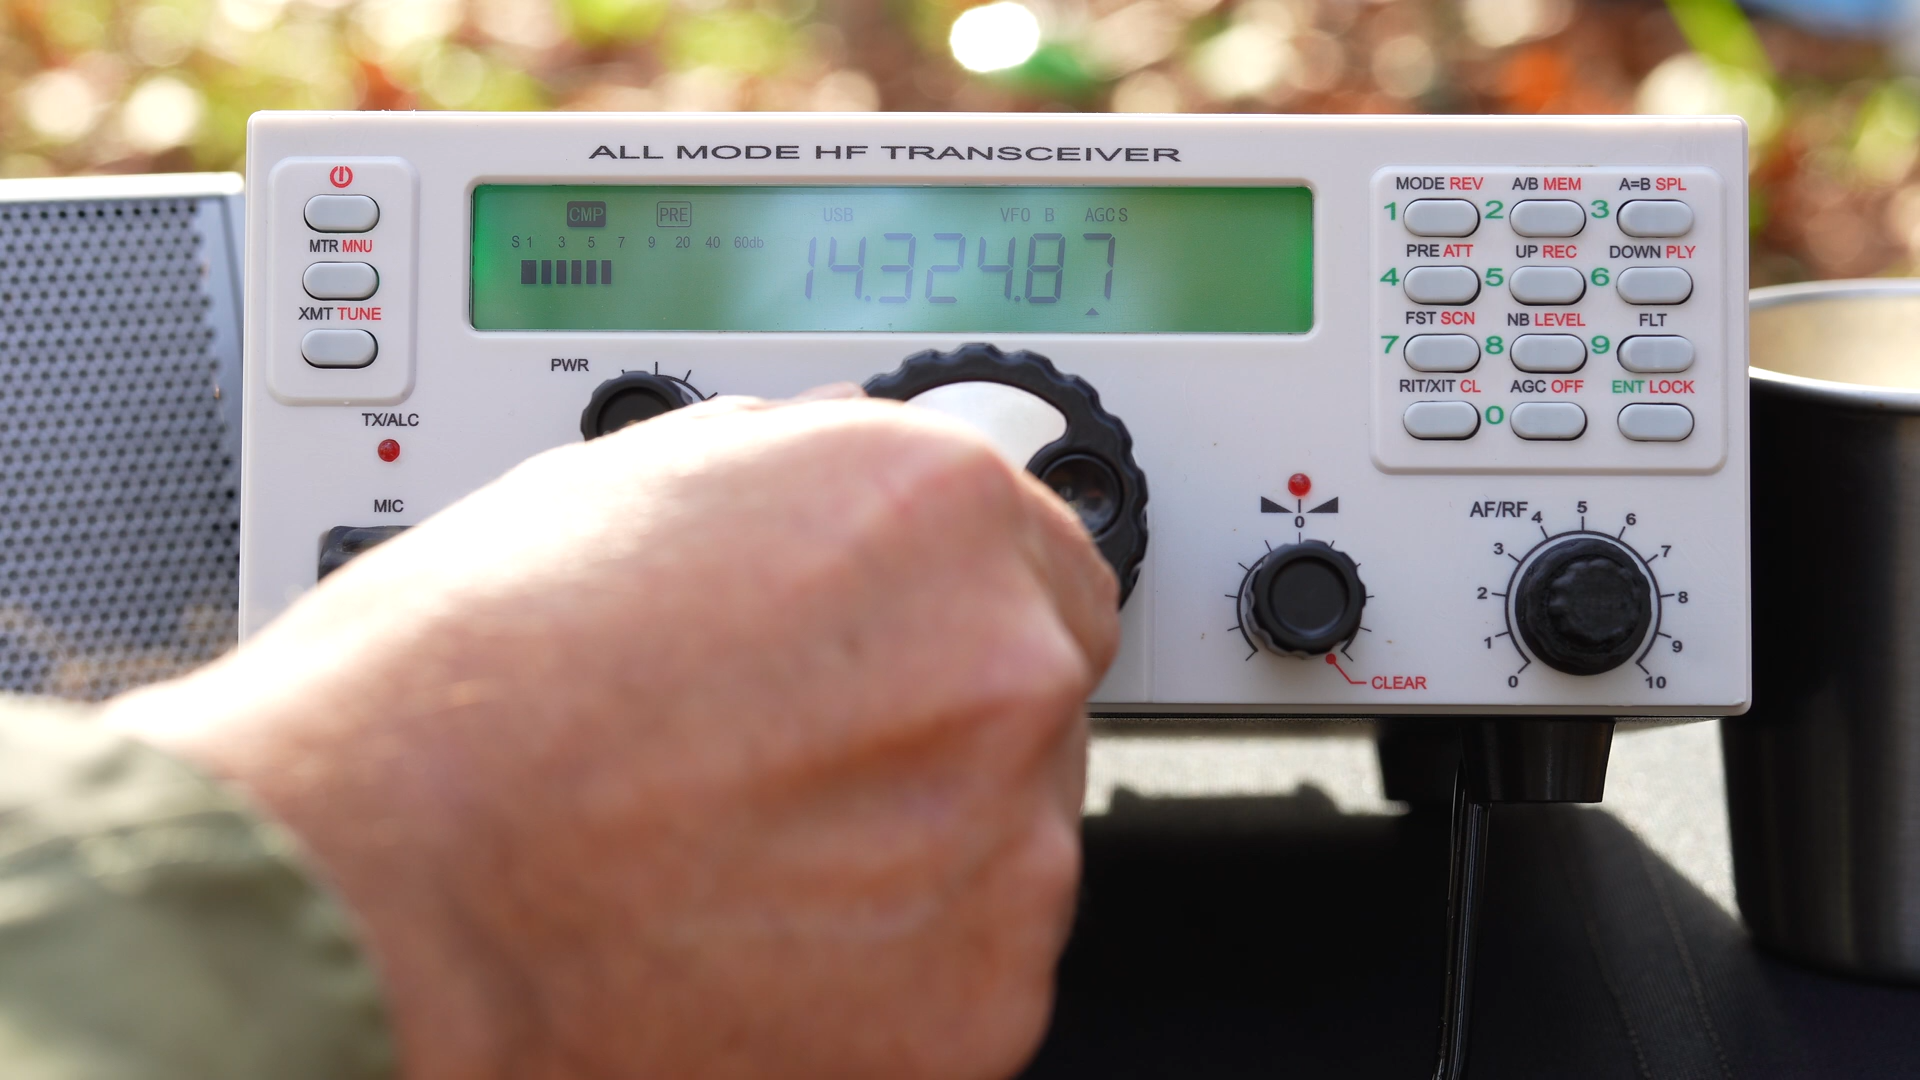 ALL MODE HF TRANSCEIVER
MTR MNU
XMT TUNE
TX/ALC
MIC
CMP PRE USB VFO B AGC S
S 1 3 5 7 9 20 40 60db
14.324.87
PWR
MODE REV A/B MEM A=B SPL
1 2 3
PRE ATT UP REC DOWN PLY
4 5 6
FST SCN NB LEVEL FLT
7 8 9
RIT/XIT CL AGC OFF ENT LOCK
0
0
CLEAR
AF/RF
0 1 2 3 4 5 6 7 8 9 10